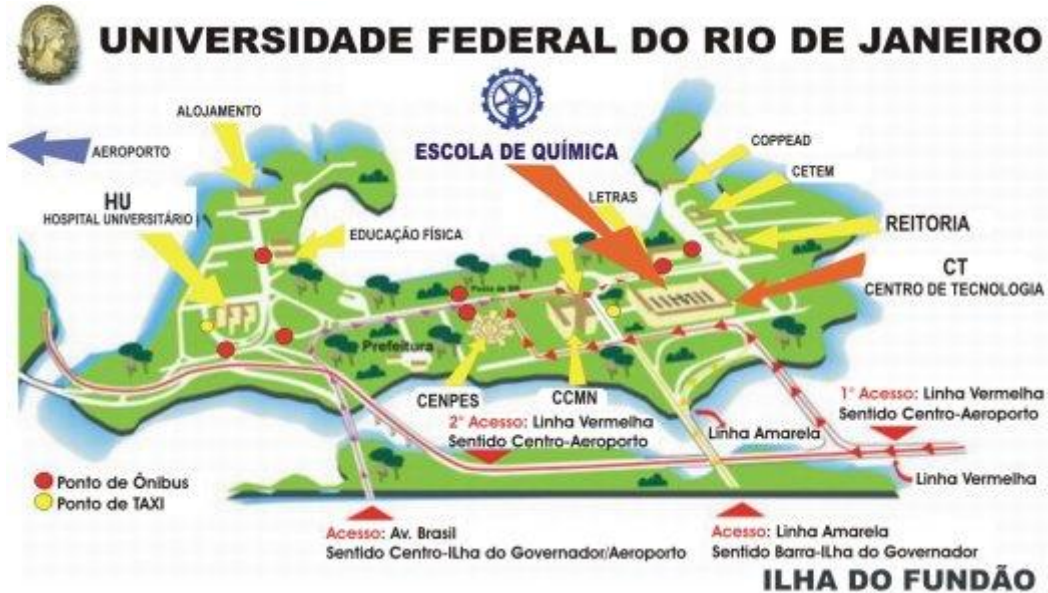 UNIVERSIDADE FEDERAL DO RIO DE JANEIRO
ALOJAMENTO
AEROPORTO
ESCOLA DE QUÍMICA
COPPEAD
CETEM
LETRAS
HU
HOSPITAL UNIVERSITÁRIO
EDUCAÇÃO FÍSICA
REITORIA
CT
CENTRO DE TECNOLOGIA
Prefeitura
CENPES
CCMN
2° Acesso: Linha Vermelha
Sentido Centro-Aeroporto
1° Acesso: Linha Vermelha
Sentido Centro-Aeroporto
Linha Amarela
Linha Vermelha
Ponto de Ônibus
Ponto de TAXI
Acesso: Av. Brasil
Sentido Centro-Ilha do Governador/Aeroporto
Acesso: Linha Amarela
Sentido Barra-Ilha do Governador
ILHA DO FUNDÃO